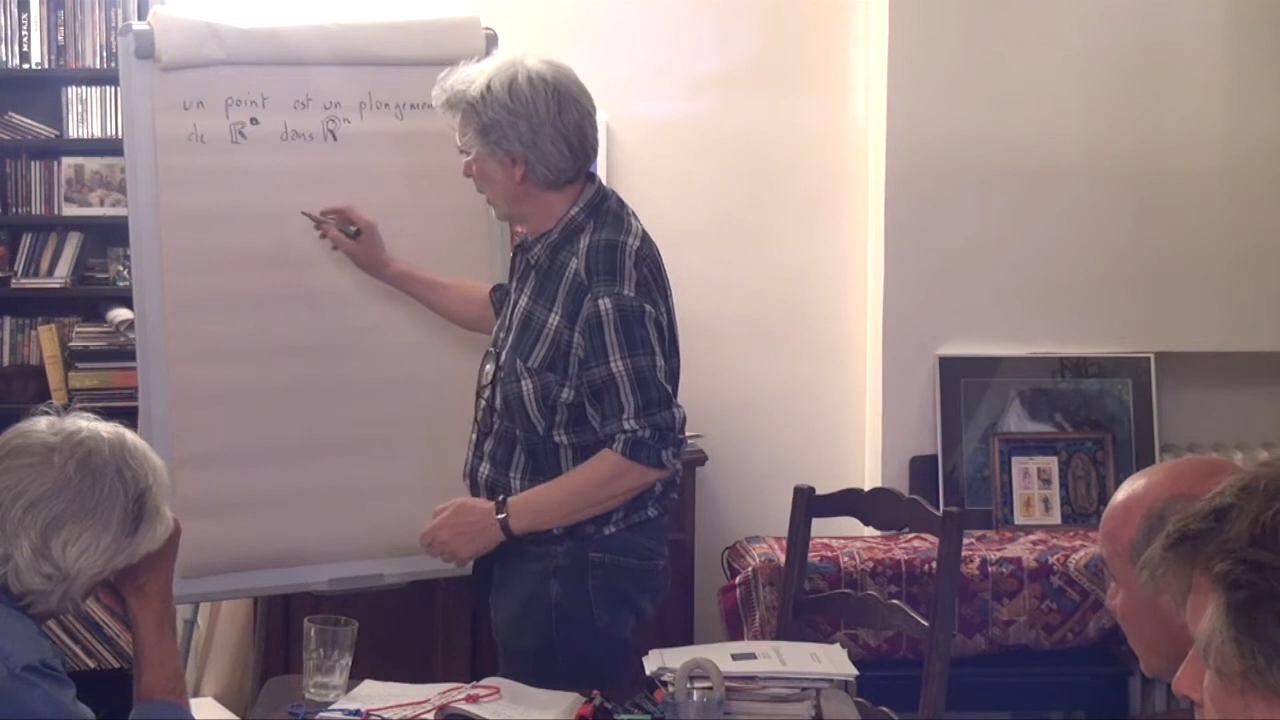 un point est un plongemen
de ℝ⁰ dans ℝⁿ